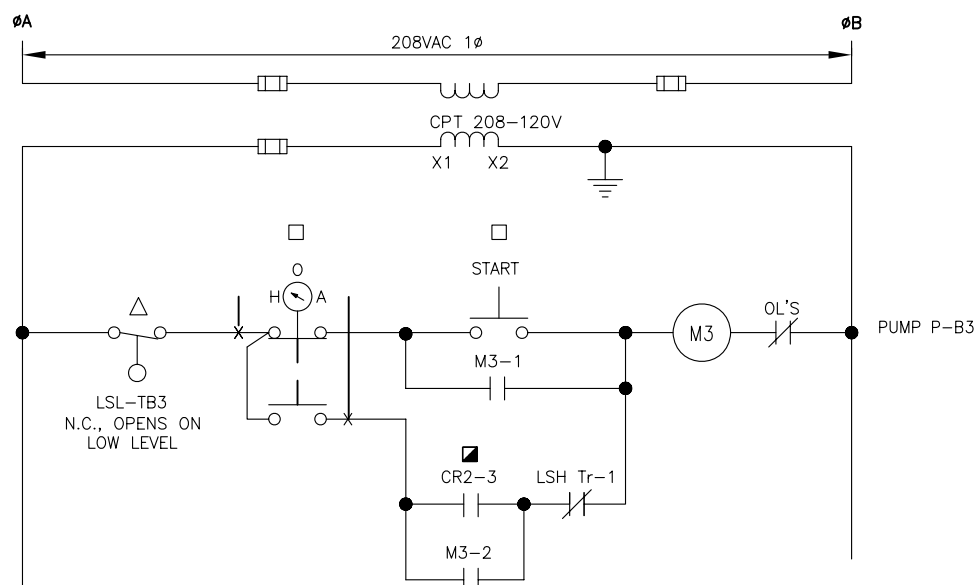 øA
øB
208VAC 1ø
CPT 208-120V
X1 X2
O
H A
START
OL'S
M3
PUMP P-B3
M3-1
LSL-TB3
N.C., OPENS ON
LOW LEVEL
CR2-3
LSH Tr-1
M3-2